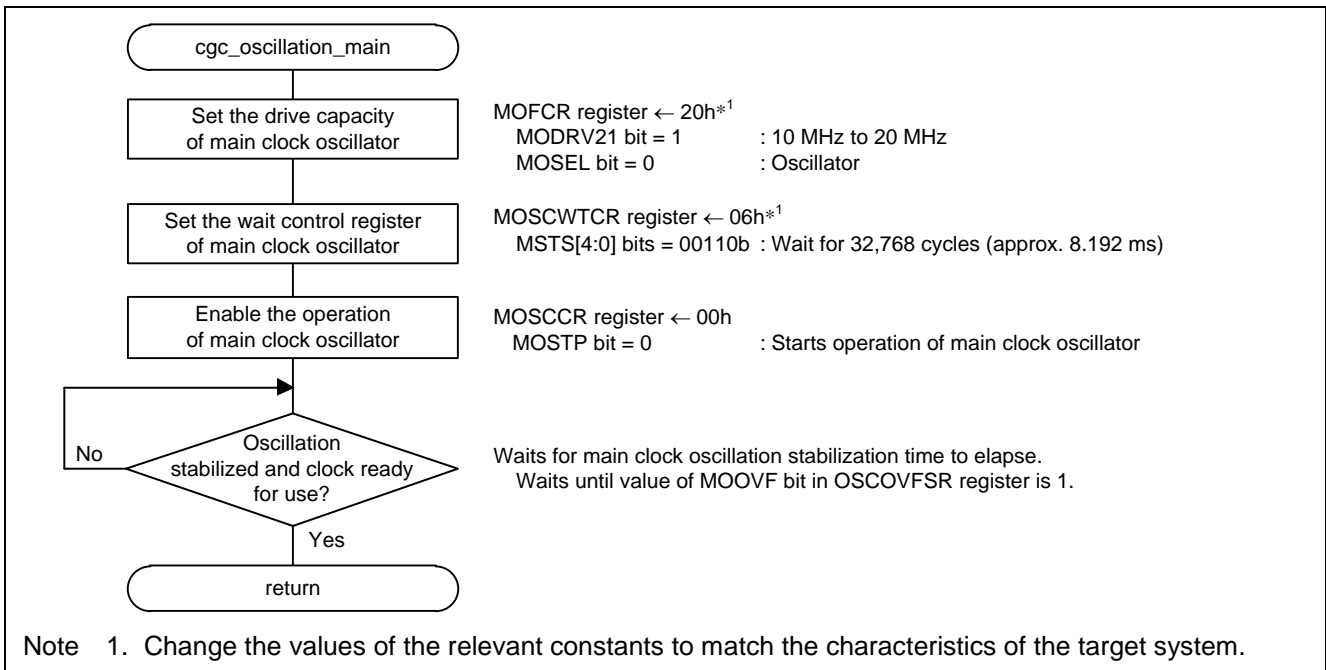 cgc_oscillation_main
Set the drive capacity
of main clock oscillator
MOFCR register ← 20h*1
MODRV21 bit = 1 : 10 MHz to 20 MHz
MOSEL bit = 0 : Oscillator
Set the wait control register
of main clock oscillator
MOSCWTCR register ← 06h*1
MSTS[4:0] bits = 00110b : Wait for 32,768 cycles (approx. 8.192 ms)
Enable the operation
of main clock oscillator
MOSCCR register ← 00h
MOSTP bit = 0 : Starts operation of main clock oscillator
No
Oscillation
stabilized and clock ready
for use?
Waits for main clock oscillation stabilization time to elapse.
Waits until value of MOOVF bit in OSCOVFSR register is 1.
Yes
return
Note 1. Change the values of the relevant constants to match the characteristics of the target system.